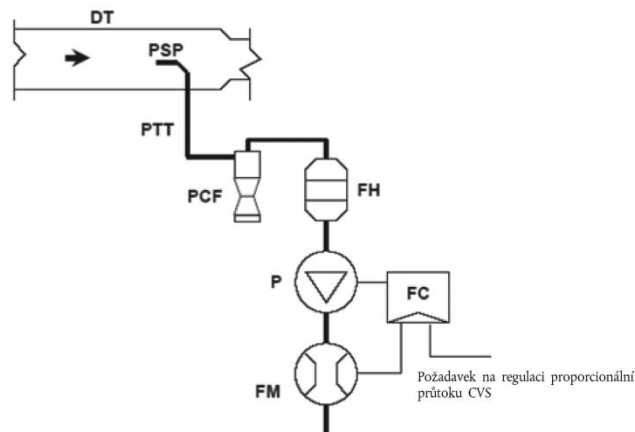 DT
PSP
PTT
PCF
FH
P
FC
FM
Požadavek na regulaci proporcionální
průtoku CVS